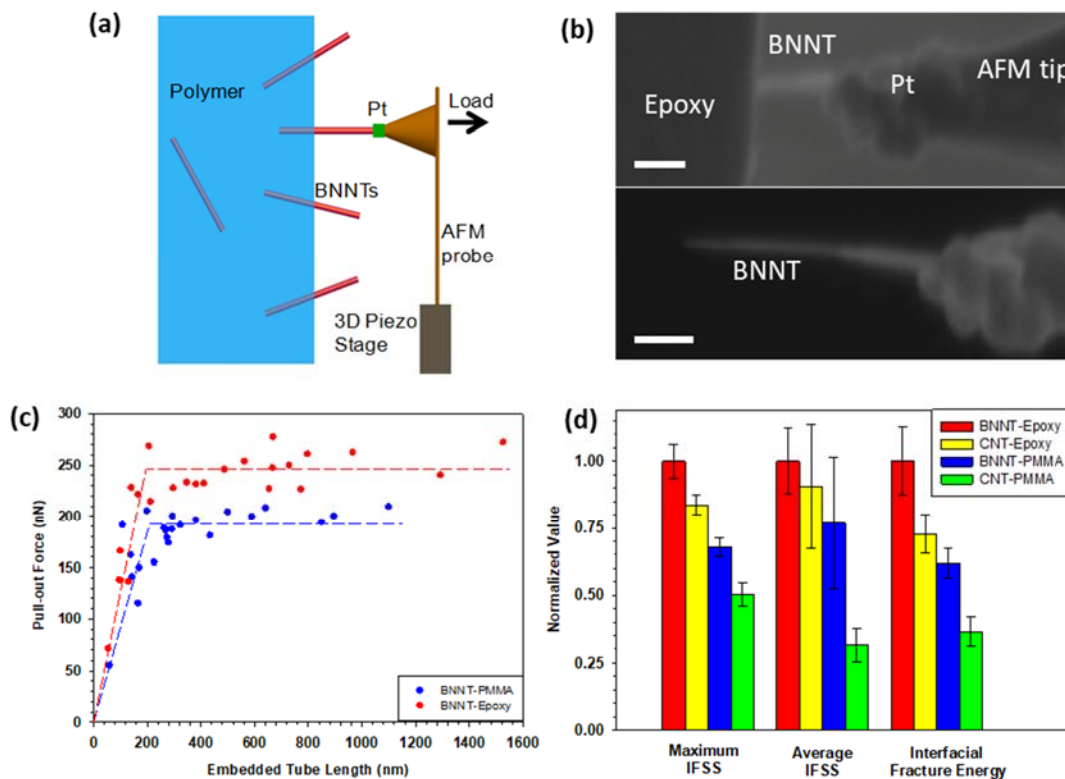 (a)
Polymer
Pt
Load
BNNTs
AFM
probe
3D Piezo
Stage
(b)
BNNT
AFM tip
Pt
Epoxy
BNNT
(c)
300
250
200
150
100
50
0
Pull-out Force (nN)
BNNT-PMMA
BNNT-Epoxy
0 200 400 600 800 1000 1200 1400 1600
Embedded Tube Length (nm)
(d)
BNNT-Epoxy
CNT-Epoxy
BNNT-PMMA
CNT-PMMA
1.00
0.75
0.50
0.25
0.00
Normalized Value
Maximum
IFSS
Average
IFSS
Interfacial
Fracture Energy